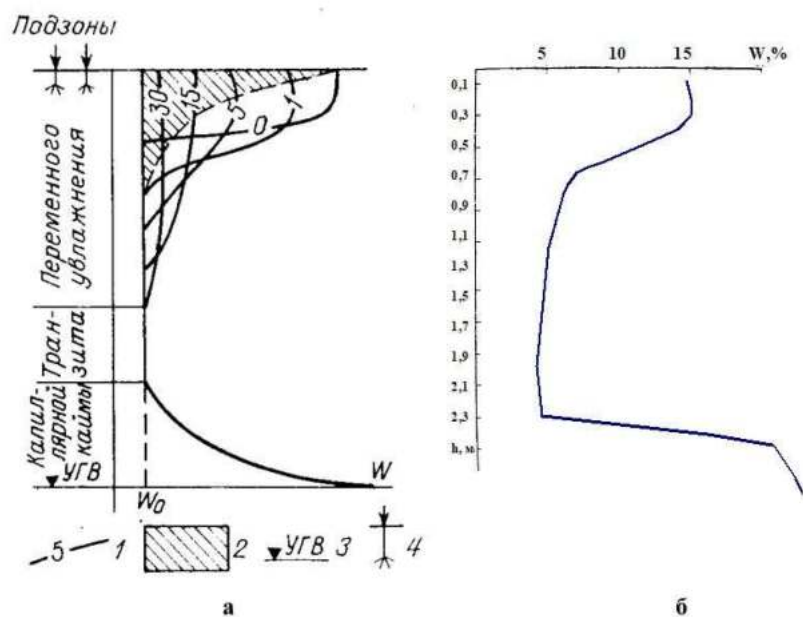 Подзоны
Переменного
увлажнения
Тран-
зита
Капил-
лярной
каймы
УГВ
30
15
5
1
0
W₀
W
5 1
2
УГВ 3
4
а
5 10 15 W,%
0,1
0,3
0,5
0,7
0,9
1,1
1,3
1,5
1,7
1,9
2,1
2,3
h, м
б